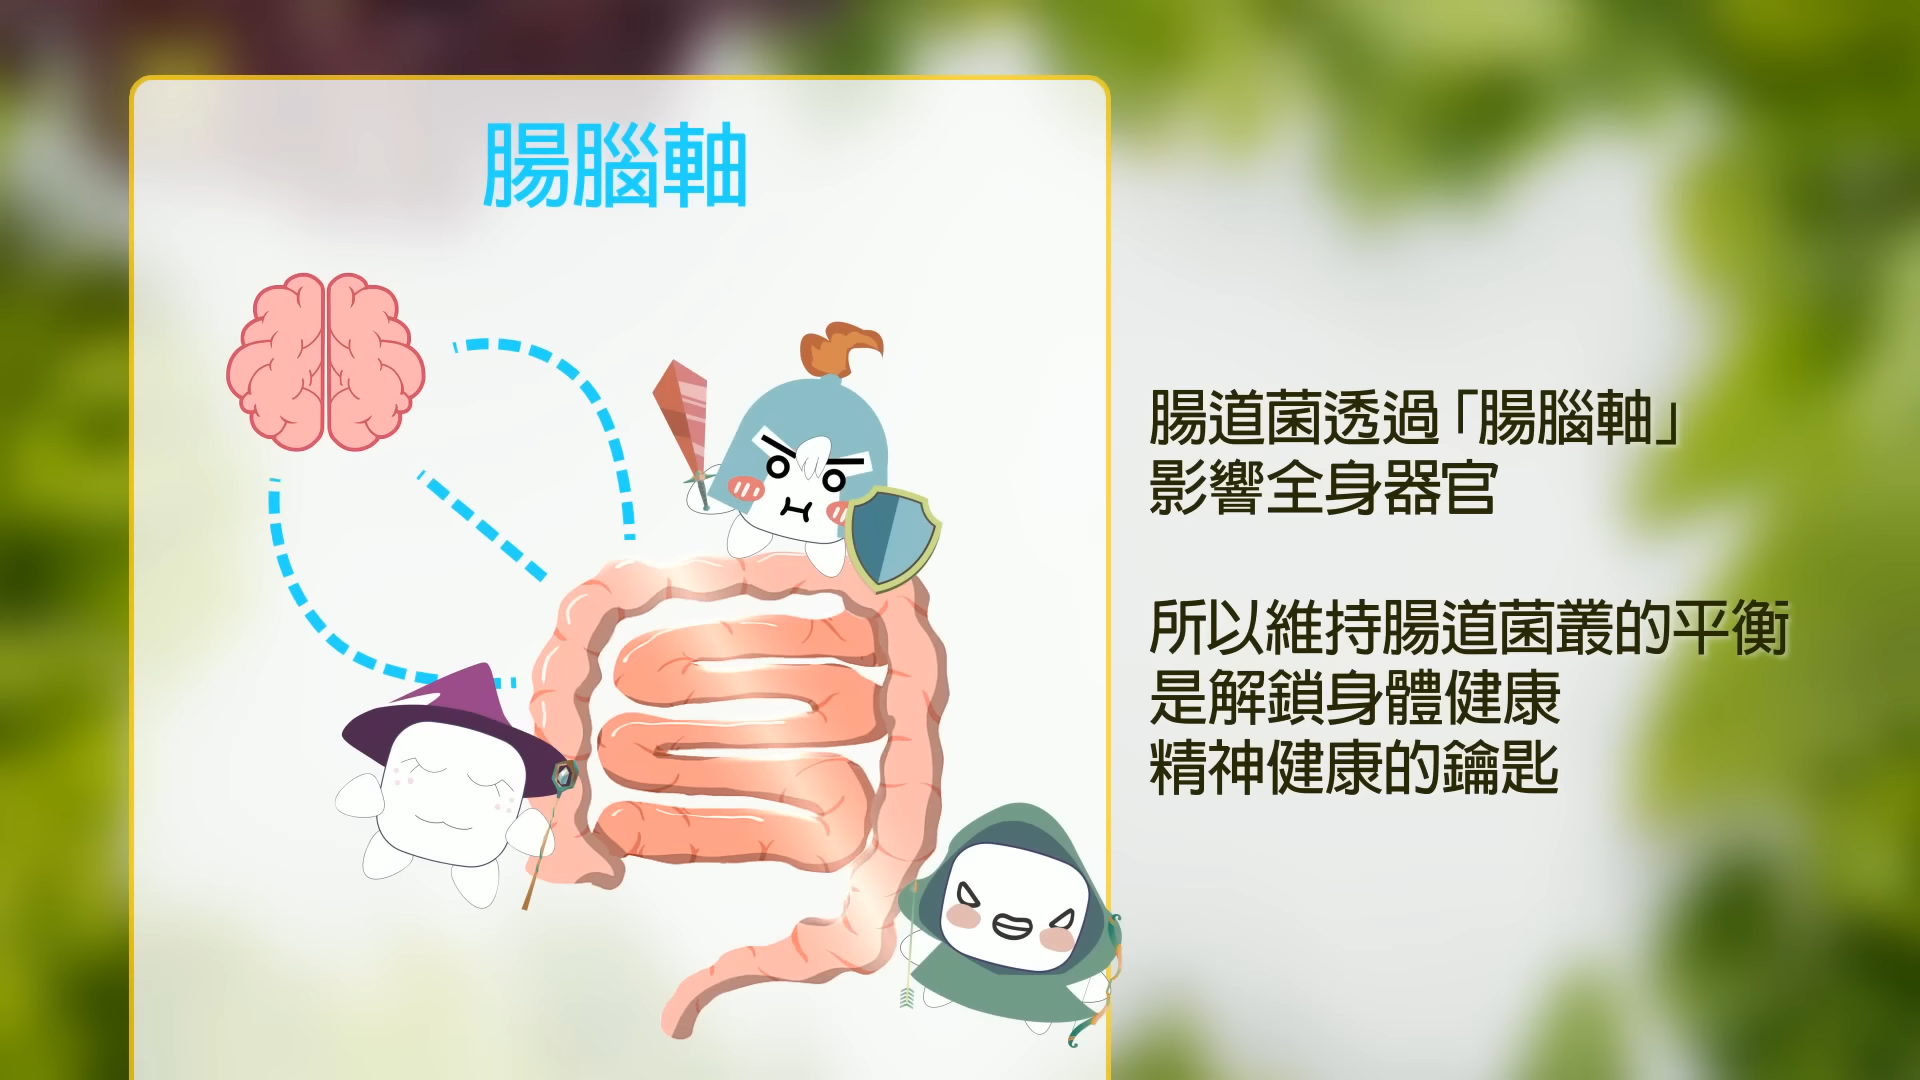 腸腦軸
腸道菌透過「腸腦軸」
影響全身器官
所以維持腸道菌叢的平衡
是解鎖身體健康
精神健康的鑰匙